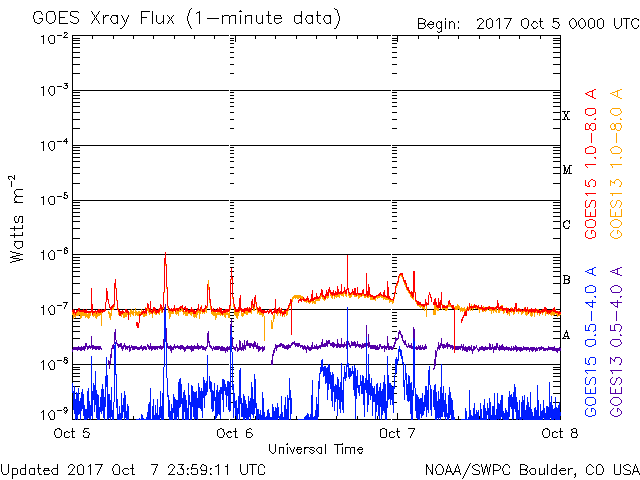 GOES Xray Flux (1-minute data)
Begin: 2017 Oct 5 0000 UTC
10^-2
10^-3
10^-4
10^-5
10^-6
10^-7
10^-8
10^-9
Watts m^-2
X
M
C
B
A
GOES15 1.0-8.0 A
GOES13 1.0-8.0 A
GOES15 0.5-4.0 A
GOES13 0.5-4.0 A
Oct 5 Oct 6 Oct 7 Oct 8
Universal Time
Updated 2017 Oct 7 23:59:11 UTC
NOAA/SWPC Boulder, CO USA